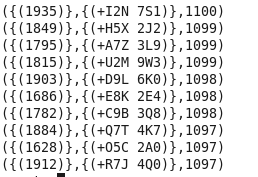 ({(1935)},{(+I2N 7S1)},1100)
({(1849)},{(+H5X 2J2)},1099)
({(1795)},{(+A7Z 3L9)},1099)
({(1815)},{(+U2M 9W3)},1099)
({(1903)},{(+D9L 6K0)},1098)
({(1686)},{(+E8K 2E4)},1098)
({(1782)},{(+C9B 3Q8)},1098)
({(1884)},{(+Q7T 4K7)},1097)
({(1628)},{(+O5C 2A0)},1097)
({(1912)},{(+R7J 4Q0)},1097)